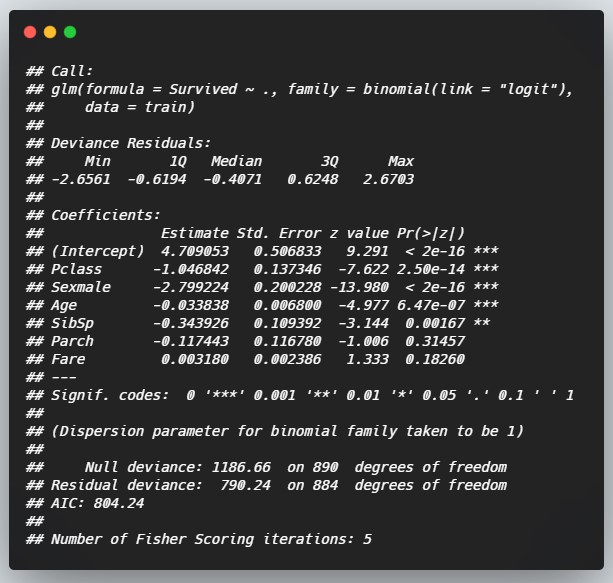 ## Call:
## glm(formula = Survived ~ ., family = binomial(link = "logit"),
##     data = train)
##
## Deviance Residuals:
##     Min       1Q   Median       3Q      Max
## -2.6561  -0.6194  -0.4071   0.6248   2.6703
##
## Coefficients:
##              Estimate Std. Error z value Pr(>|z|)
## (Intercept)  4.709053   0.506833   9.291  < 2e-16 ***
## Pclass      -1.046842   0.137346  -7.622 2.50e-14 ***
## Sexmale     -2.799224   0.200228 -13.980  < 2e-16 ***
## Age         -0.033838   0.006800  -4.977 6.47e-07 ***
## SibSp       -0.343926   0.109392  -3.144  0.00167 **
## Parch       -0.117443   0.116780  -1.006  0.31457
## Fare         0.003180   0.002386   1.333  0.18260
## ---
## Signif. codes:  0 '***' 0.001 '**' 0.01 '*' 0.05 '.' 0.1 ' ' 1
##
## (Dispersion parameter for binomial family taken to be 1)
##
##     Null deviance: 1186.66  on 890  degrees of freedom
## Residual deviance:  790.24  on 884  degrees of freedom
## AIC: 804.24
##
## Number of Fisher Scoring iterations: 5